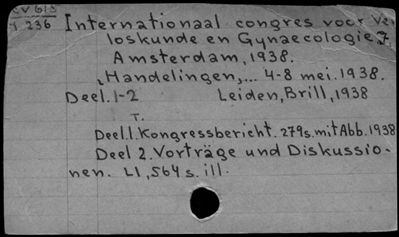 CV 613
1 236
Internationaal congres voor Ver
loskunde en Gynaecologie, J.
Amsterdam, 1938.
„Handelingen,... 4-8 mei. 1938.
Deel. 1-2 Leiden, Brill, 1938
T.
Deel 1. Kongressbericht. 279s. mit Abb. 1938
Deel 2. Vorträge und Diskussio-
nen. LI, 564 s. ill.